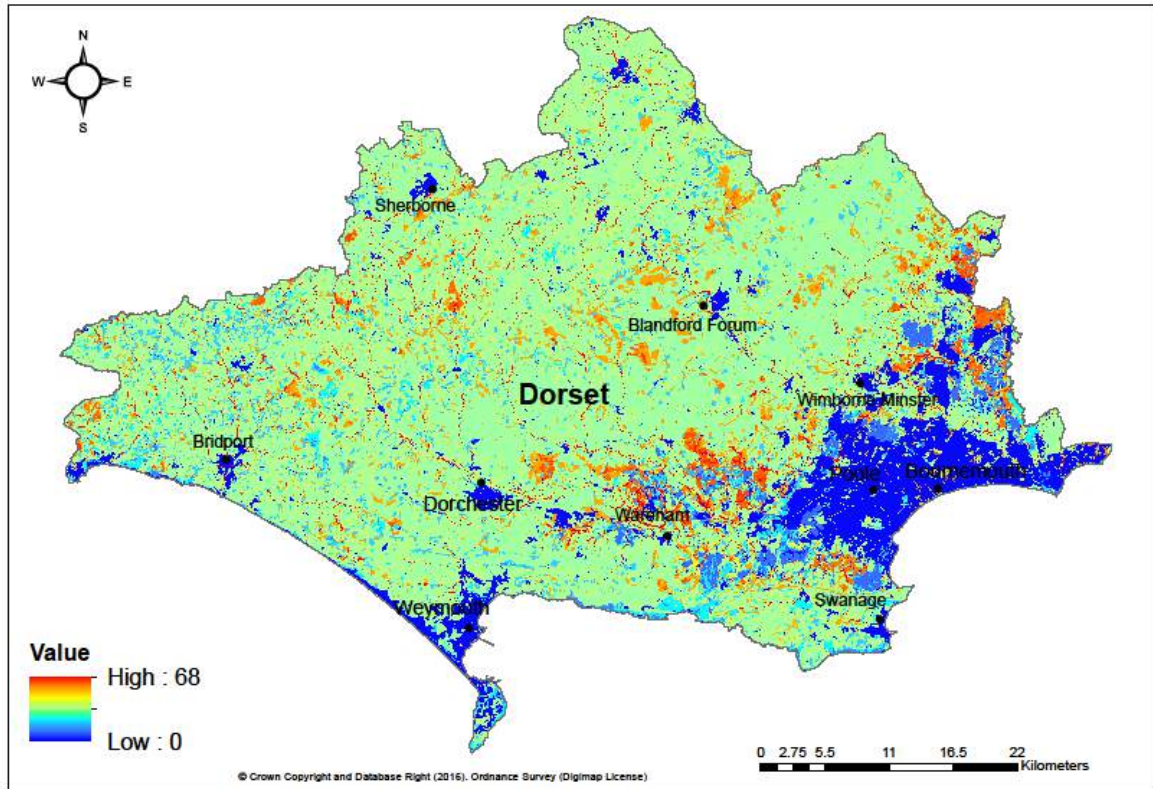 N
W E
S
Sherborne
Blandford Forum
Dorset
Wimborne Minster
Bridport
Poole Bournemouth
Dorchester
Wareham
Swanage
Weymouth
Value
High : 68
Low : 0
0 2.75 5.5 11 16.5 22
Kilometers
© Crown Copyright and Database Right (2016). Ordnance Survey (Digimap License)